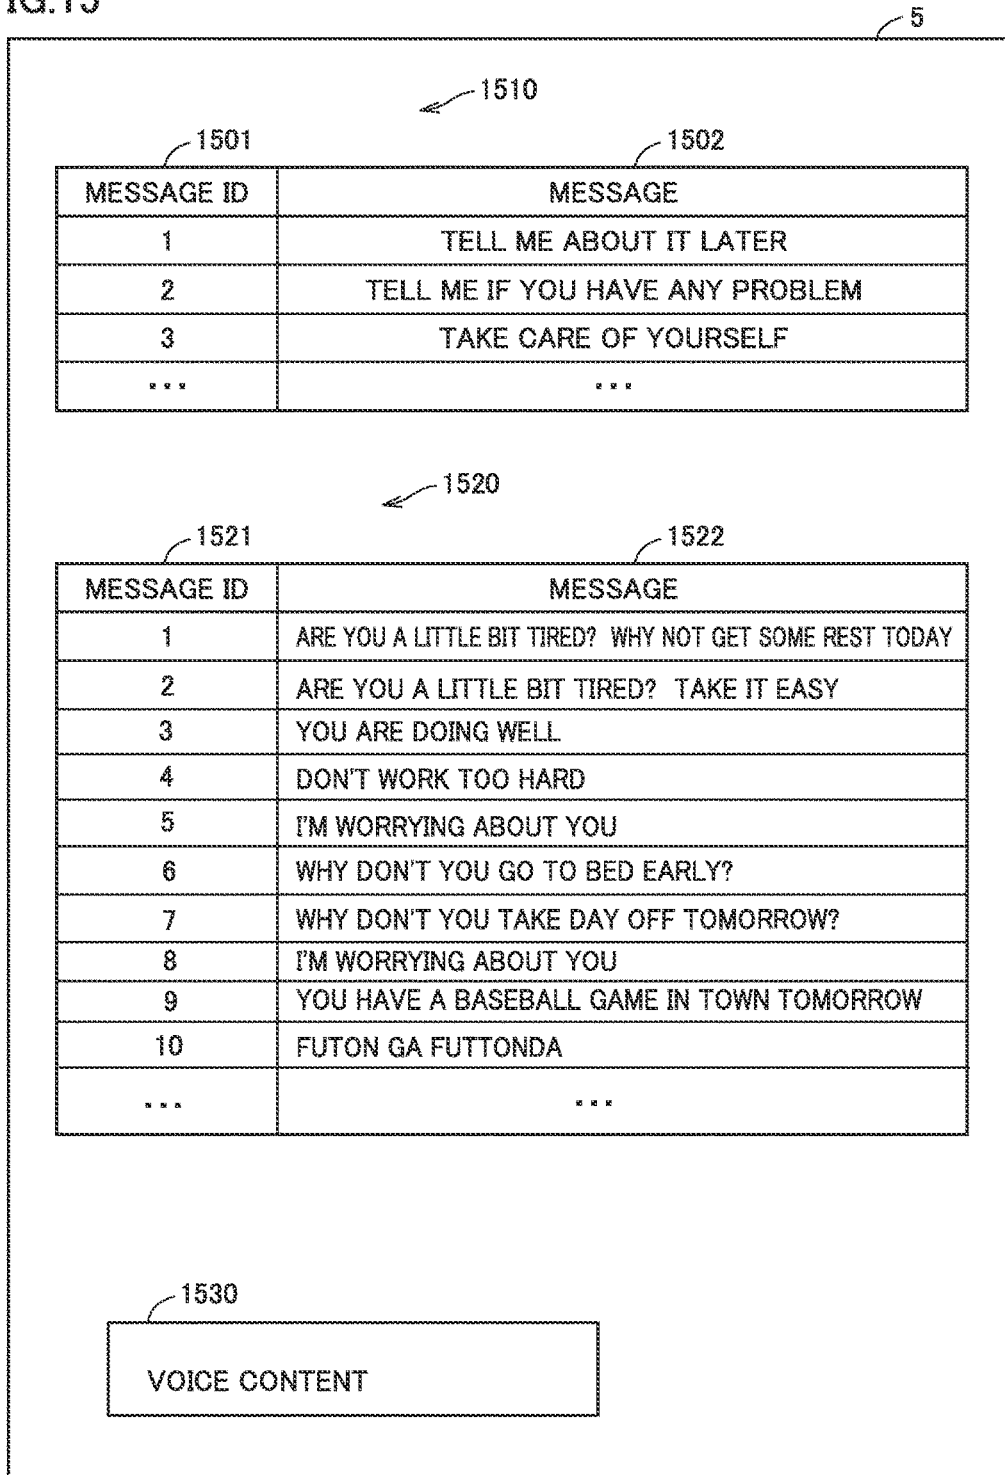 IG.15
5
1510
1501 1502
MESSAGE ID MESSAGE
1 TELL ME ABOUT IT LATER
2 TELL ME IF YOU HAVE ANY PROBLEM
3 TAKE CARE OF YOURSELF
... ...
1520
1521 1522
MESSAGE ID MESSAGE
1 ARE YOU A LITTLE BIT TIRED? WHY NOT GET SOME REST TODAY
2 ARE YOU A LITTLE BIT TIRED? TAKE IT EASY
3 YOU ARE DOING WELL
4 DON'T WORK TOO HARD
5 I'M WORRYING ABOUT YOU
6 WHY DON'T YOU GO TO BED EARLY?
7 WHY DON'T YOU TAKE DAY OFF TOMORROW?
8 I'M WORRYING ABOUT YOU
9 YOU HAVE A BASEBALL GAME IN TOWN TOMORROW
10 FUTON GA FUTTONDA
... ...
1530
VOICE CONTENT